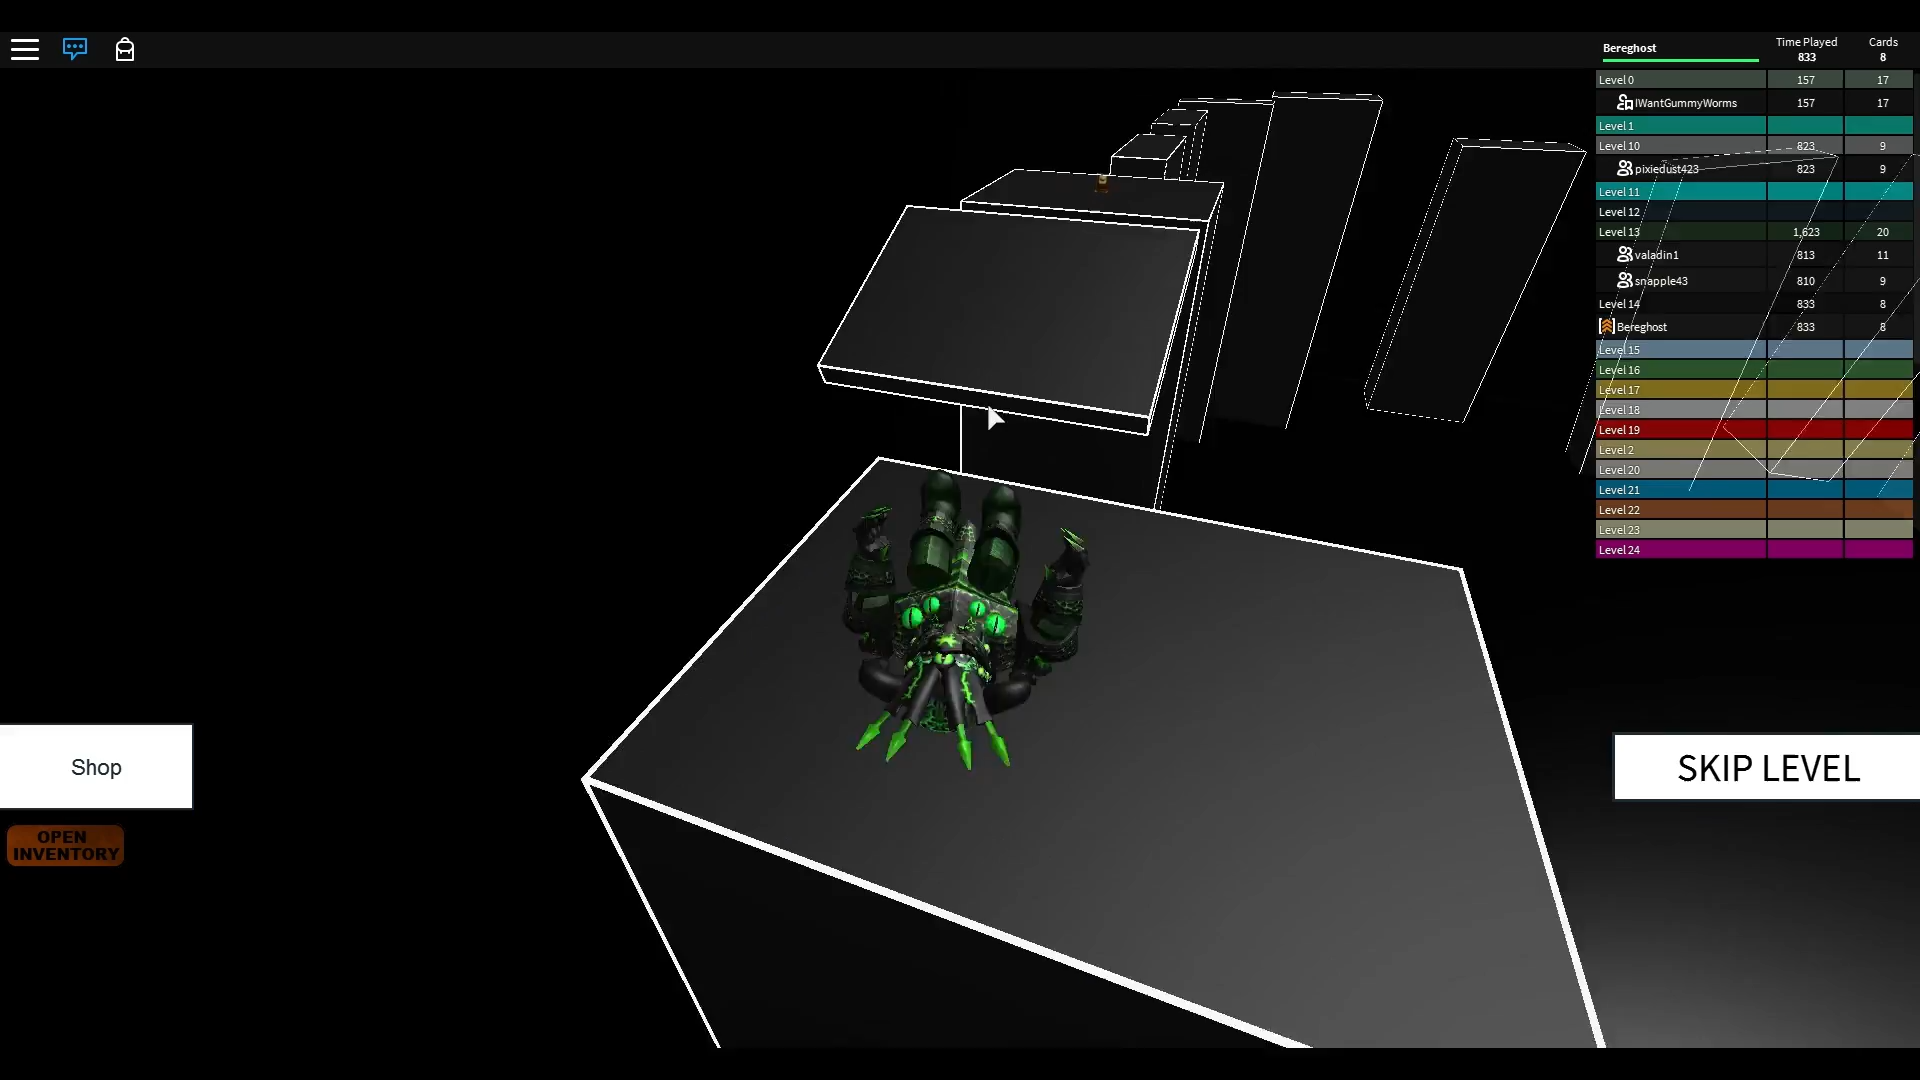 Bereghost Time Played Cards
833 8
Level 0 157 17
IWantGummyWorms 157 17
Level 1
Level 10 823 9
pixiedust423 823 9
Level 11
Level 12
Level 13 1,623 20
valadin1 813 11
snapple43 810 9
Level 14 833 8
Bereghost 833 8
Level 15
Level 16
Level 17
Level 18
Level 19
Level 2
Level 20
Level 21
Level 22
Level 23
Level 24
Shop
SKIP LEVEL
OPEN
INVENTORY